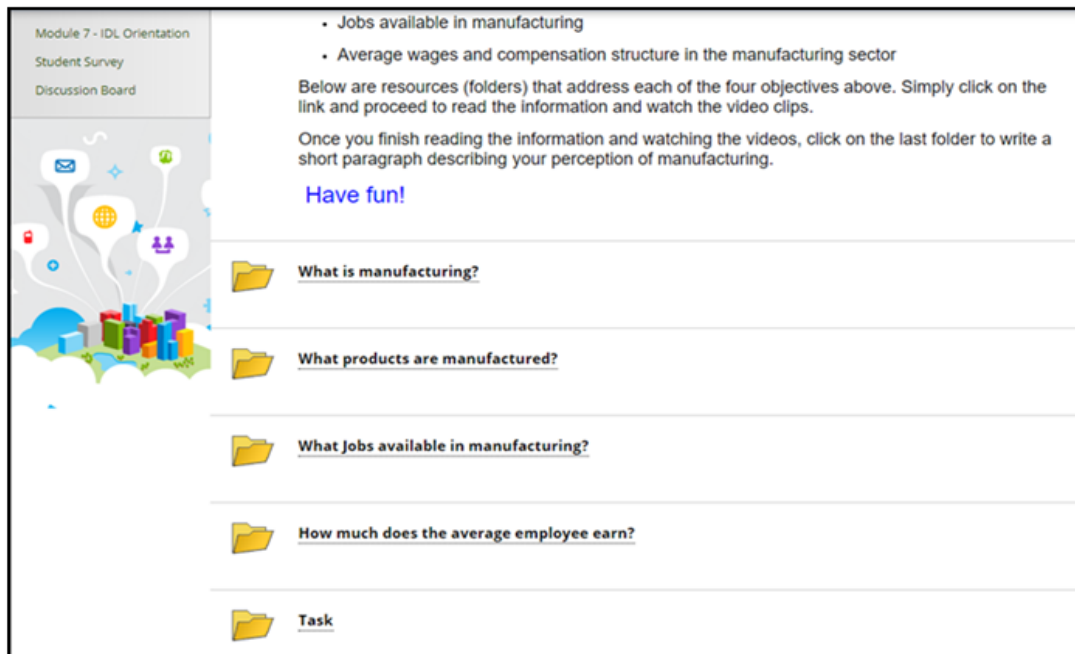 Module 7 - IDL Orientation
Student Survey
Discussion Board
• Jobs available in manufacturing
• Average wages and compensation structure in the manufacturing sector
Below are resources (folders) that address each of the four objectives above. Simply click on the
link and proceed to read the information and watch the video clips.
Once you finish reading the information and watching the videos, click on the last folder to write a
short paragraph describing your perception of manufacturing.
Have fun!
What is manufacturing?
What products are manufactured?
What Jobs available in manufacturing?
How much does the average employee earn?
Task